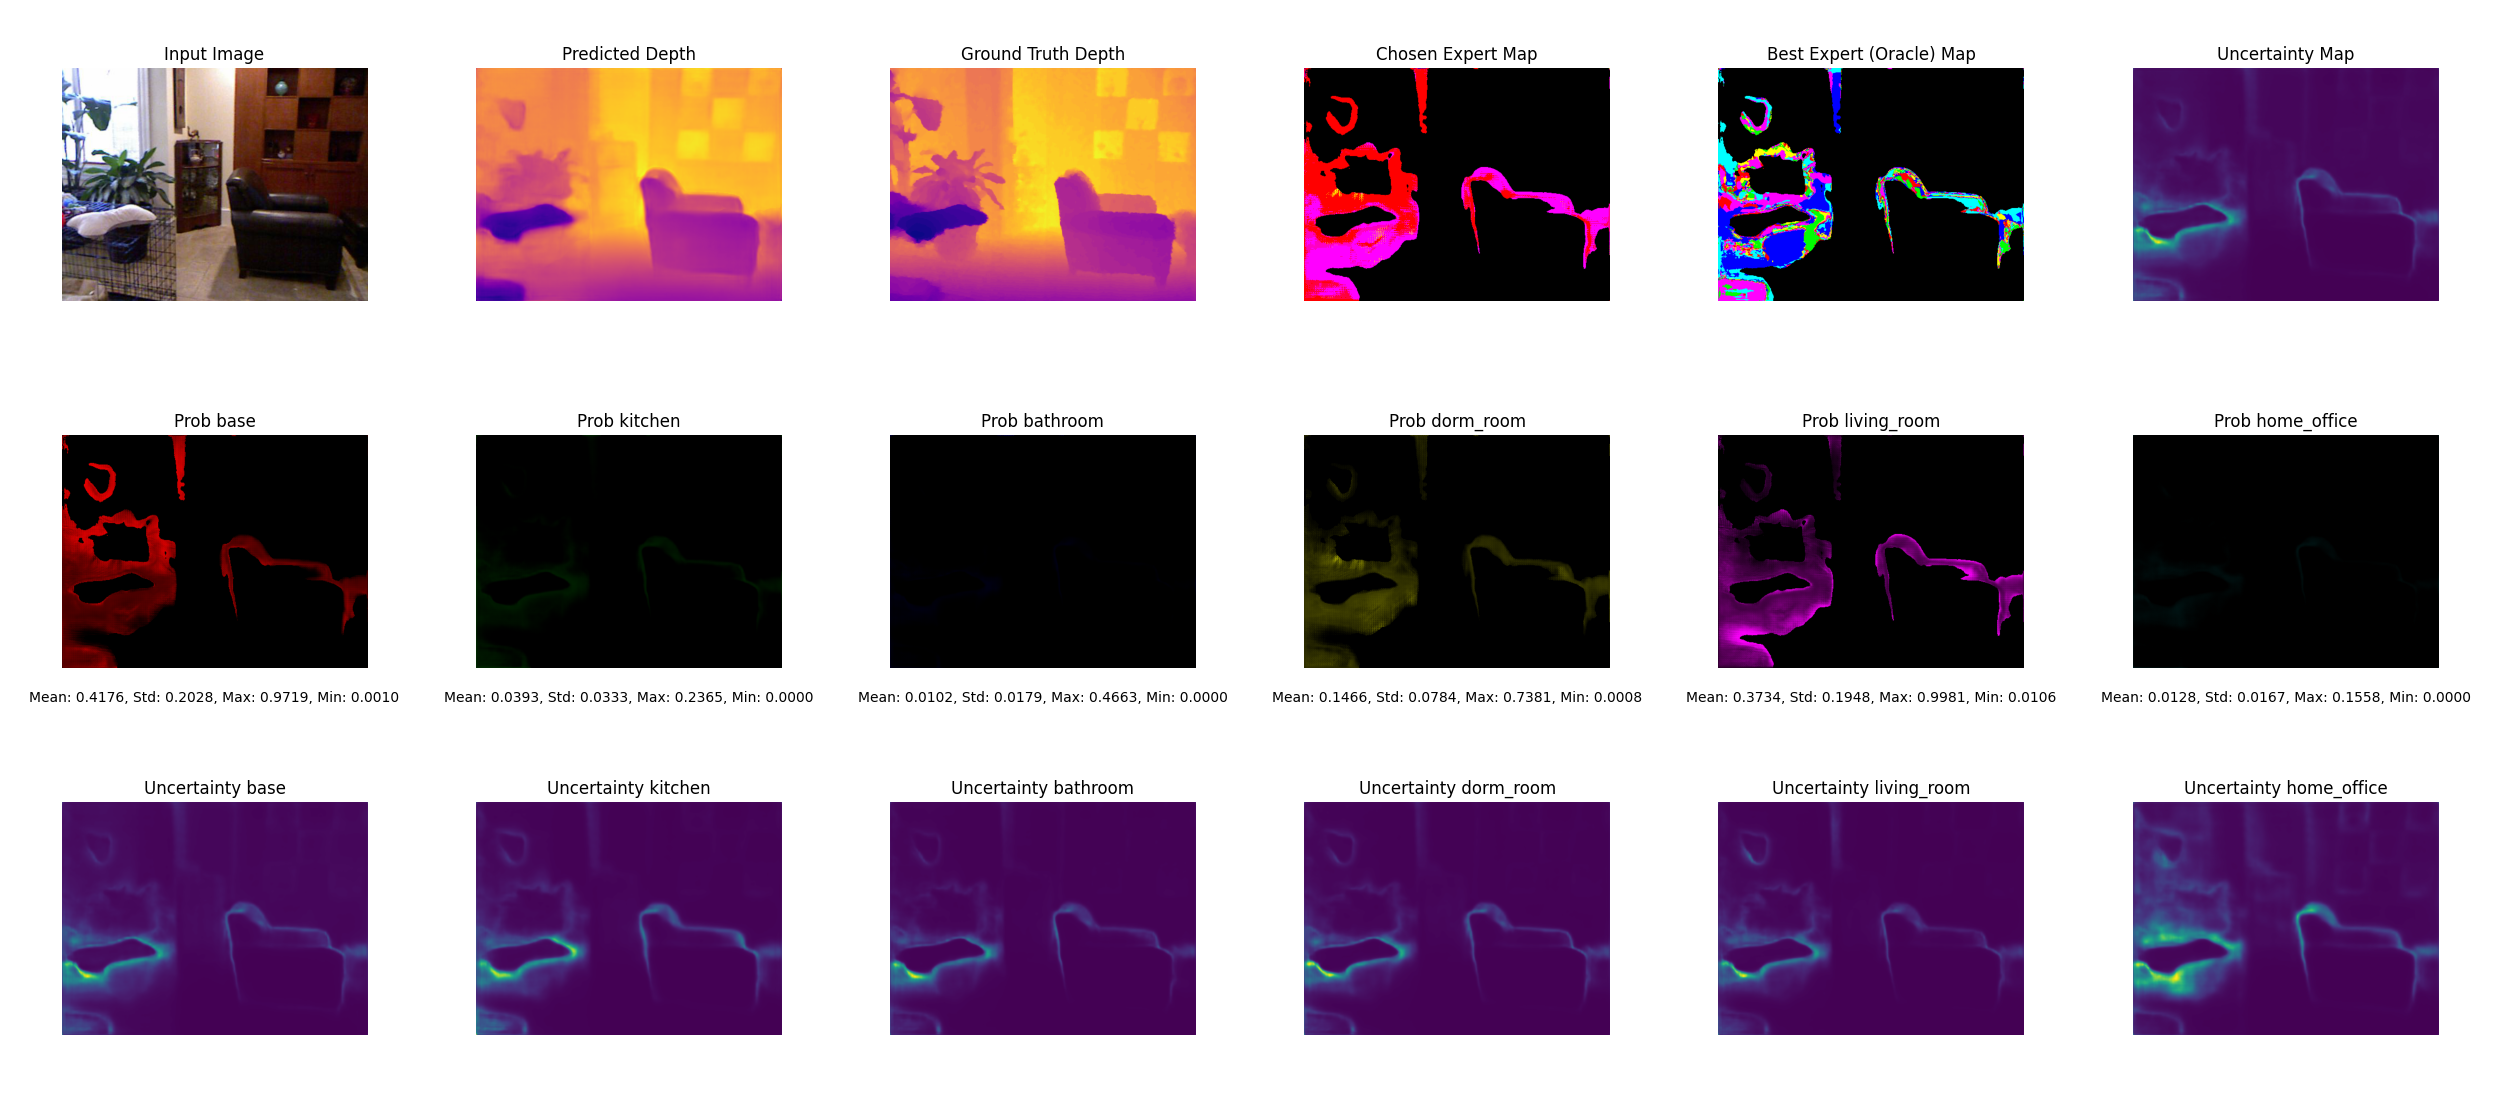 Input Image
Predicted Depth
Ground Truth Depth
Chosen Expert Map
Best Expert (Oracle) Map
Uncertainty Map
Prob base
Prob kitchen
Prob bathroom
Prob dorm_room
Prob living_room
Prob home_office
Mean: 0.4176, Std: 0.2028, Max: 0.9719, Min: 0.0010
Mean: 0.0393, Std: 0.0333, Max: 0.2365, Min: 0.0000
Mean: 0.0102, Std: 0.0179, Max: 0.4663, Min: 0.0000
Mean: 0.1466, Std: 0.0784, Max: 0.7381, Min: 0.0008
Mean: 0.3734, Std: 0.1948, Max: 0.9981, Min: 0.0106
Mean: 0.0128, Std: 0.0167, Max: 0.1558, Min: 0.0000
Uncertainty base
Uncertainty kitchen
Uncertainty bathroom
Uncertainty dorm_room
Uncertainty living_room
Uncertainty home_office